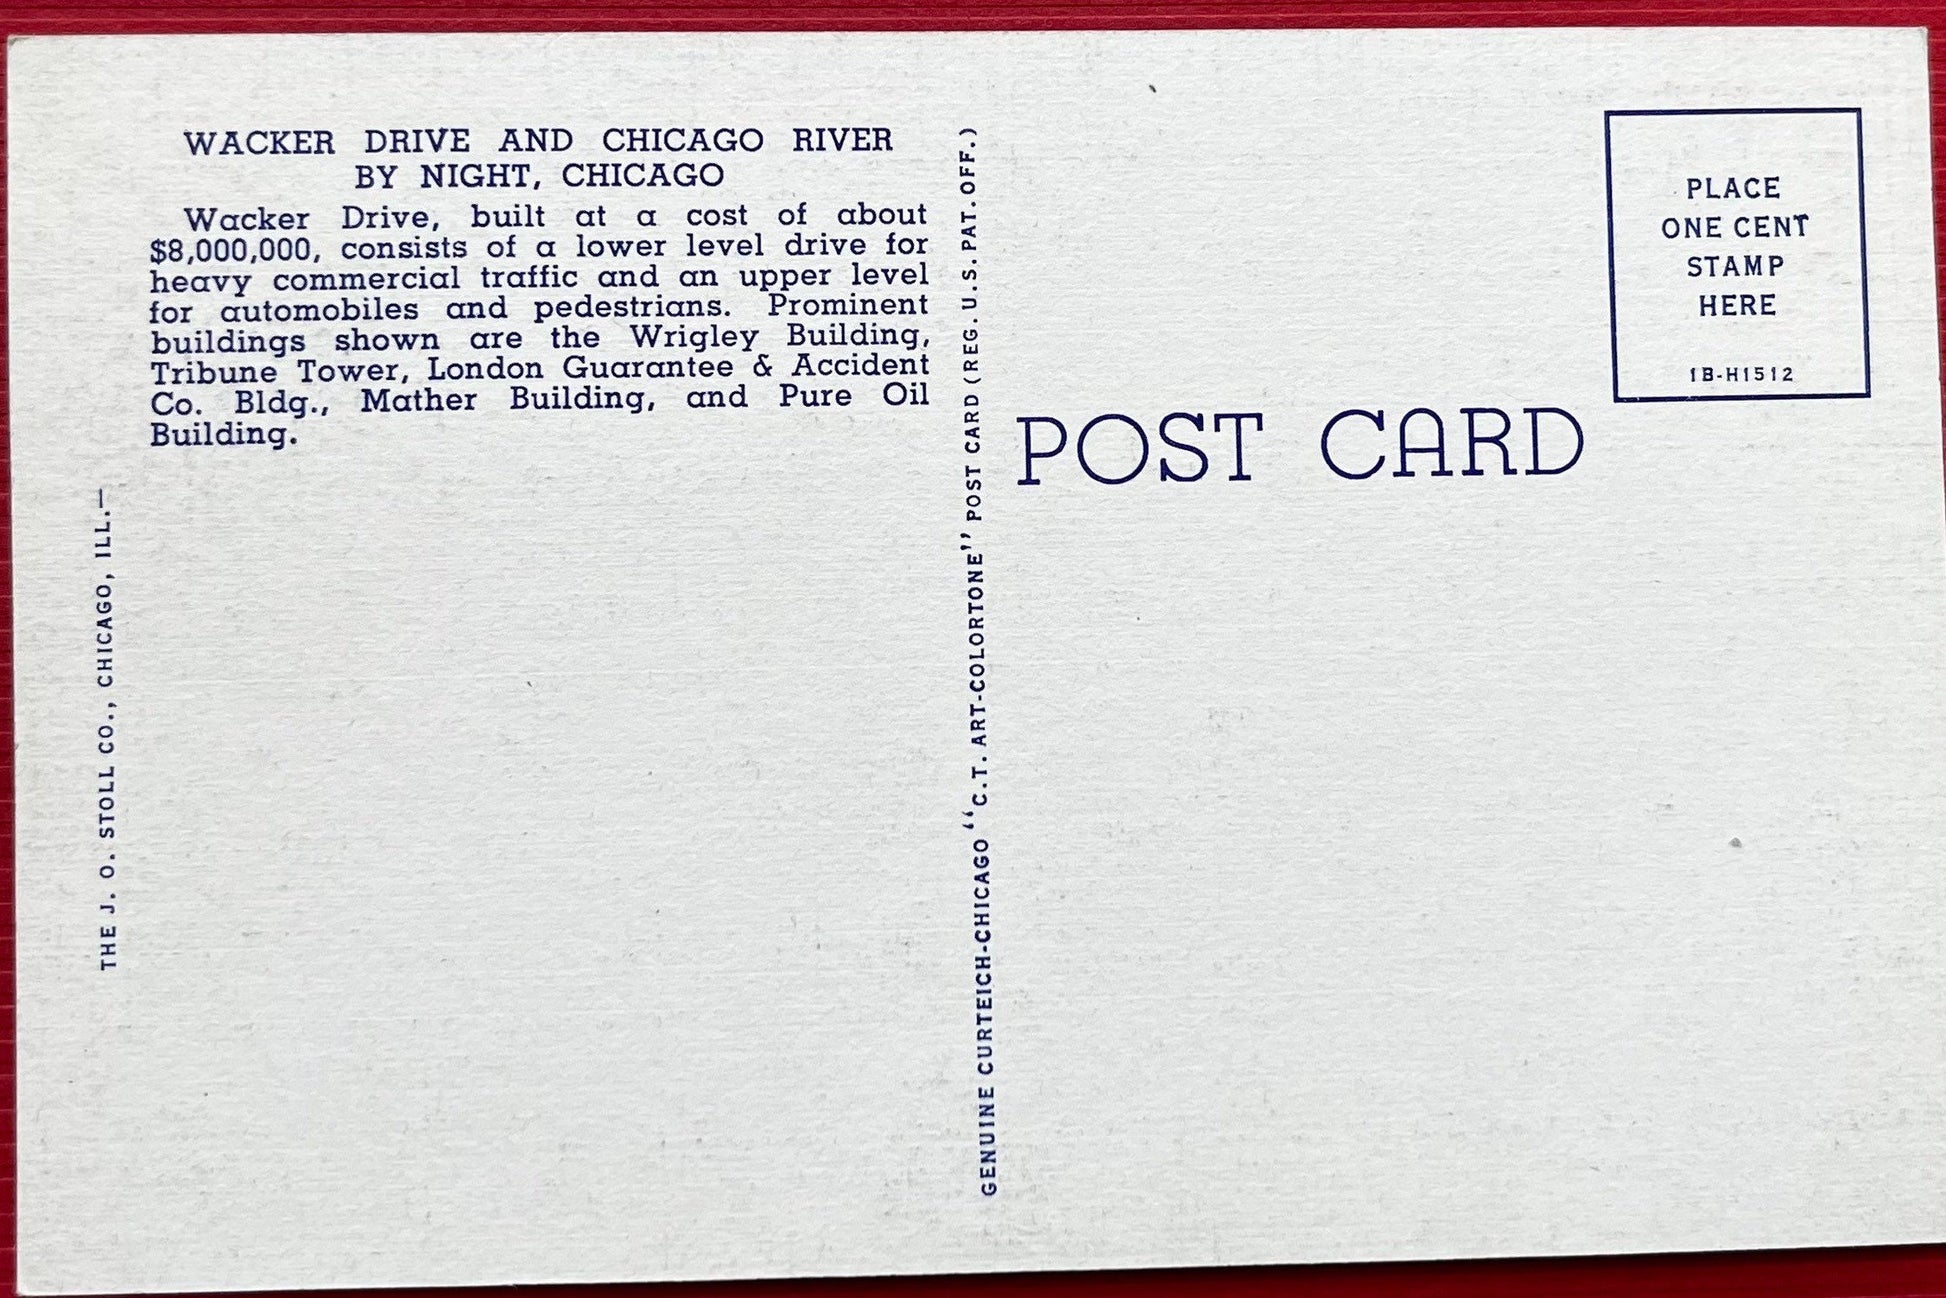 WACKER DRIVE AND CHICAGO RIVER
BY NIGHT, CHICAGO
Wacker Drive, built at a cost of about
$8,000,000, consists of a lower level drive for
heavy commercial traffic and an upper level
for automobiles and pedestrians. Prominent
buildings shown are the Wrigley Building,
Tribune Tower, London Guarantee & Accident
Co. Bldg., Mather Building, and Pure Oil
Building.
THE J. O. STOLL CO., CHICAGO, ILL.—
GENUINE CURTEICH-CHICAGO "C.T. ART-COLORTONE" POST CARD (REG. U.S. PAT. OFF.)
POST CARD
PLACE
ONE CENT
STAMP
HERE
1B-H1512